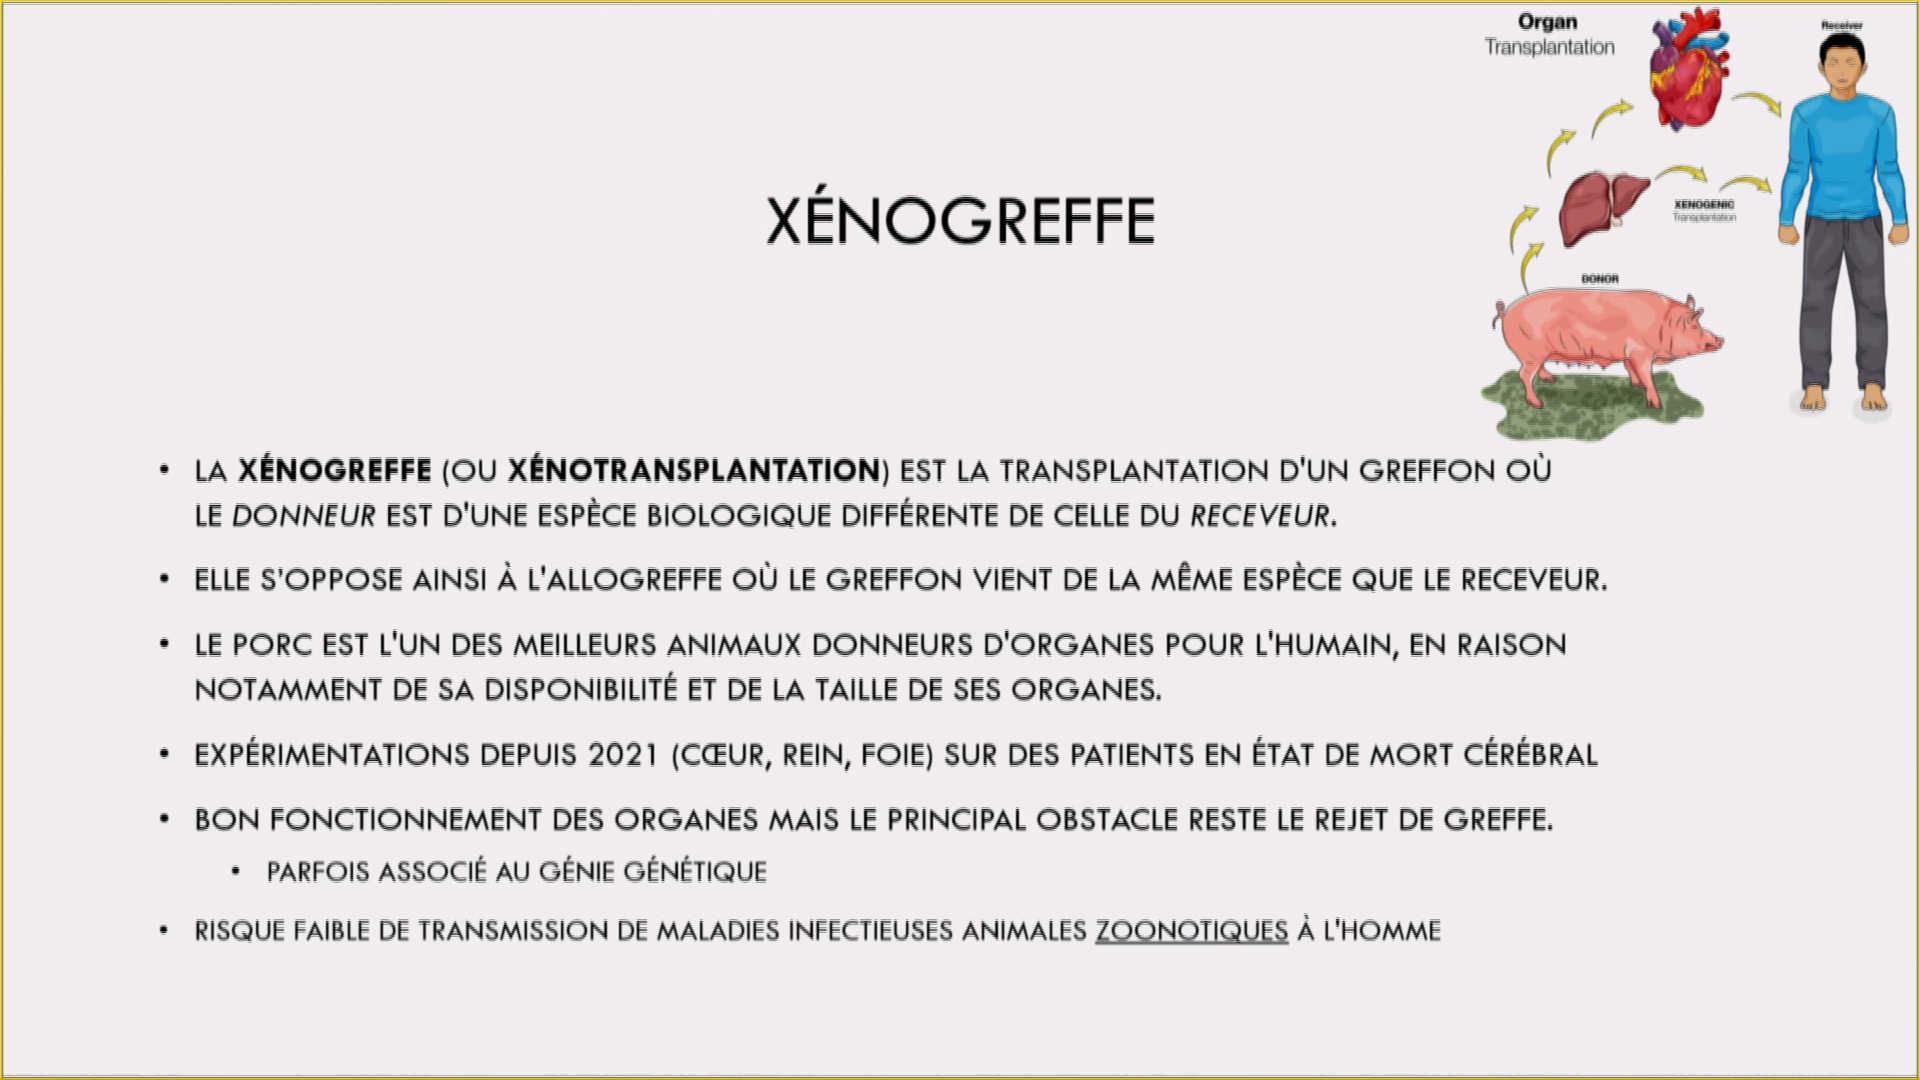 Organ
Transplantation
Receiver
XENOGENIC
Transplantation
DONOR
XÉNOGREFFE
• LA XÉNOGREFFE (OU XÉNOTRANSPLANTATION) EST LA TRANSPLANTATION D'UN GREFFON OÙ
LE DONNEUR EST D'UNE ESPÈCE BIOLOGIQUE DIFFÉRENTE DE CELLE DU RECEVEUR.
• ELLE S'OPPOSE AINSI À L'ALLOGREFFE OÙ LE GREFFON VIENT DE LA MÊME ESPÈCE QUE LE RECEVEUR.
• LE PORC EST L'UN DES MEILLEURS ANIMAUX DONNEURS D'ORGANES POUR L'HUMAIN, EN RAISON
NOTAMMENT DE SA DISPONIBILITÉ ET DE LA TAILLE DE SES ORGANES.
• EXPÉRIMENTATIONS DEPUIS 2021 (CŒUR, REIN, FOIE) SUR DES PATIENTS EN ÉTAT DE MORT CÉRÉBRAL
• BON FONCTIONNEMENT DES ORGANES MAIS LE PRINCIPAL OBSTACLE RESTE LE REJET DE GREFFE.
• PARFOIS ASSOCIÉ AU GÉNIE GÉNÉTIQUE
• RISQUE FAIBLE DE TRANSMISSION DE MALADIES INFECTIEUSES ANIMALES ZOONOTIQUES À L'HOMME